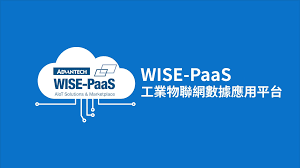 ADVANTECH
WISE-PaaS
AIoT Solutions & Marketplace
WISE-PaaS
工業物聯網數據應用平台